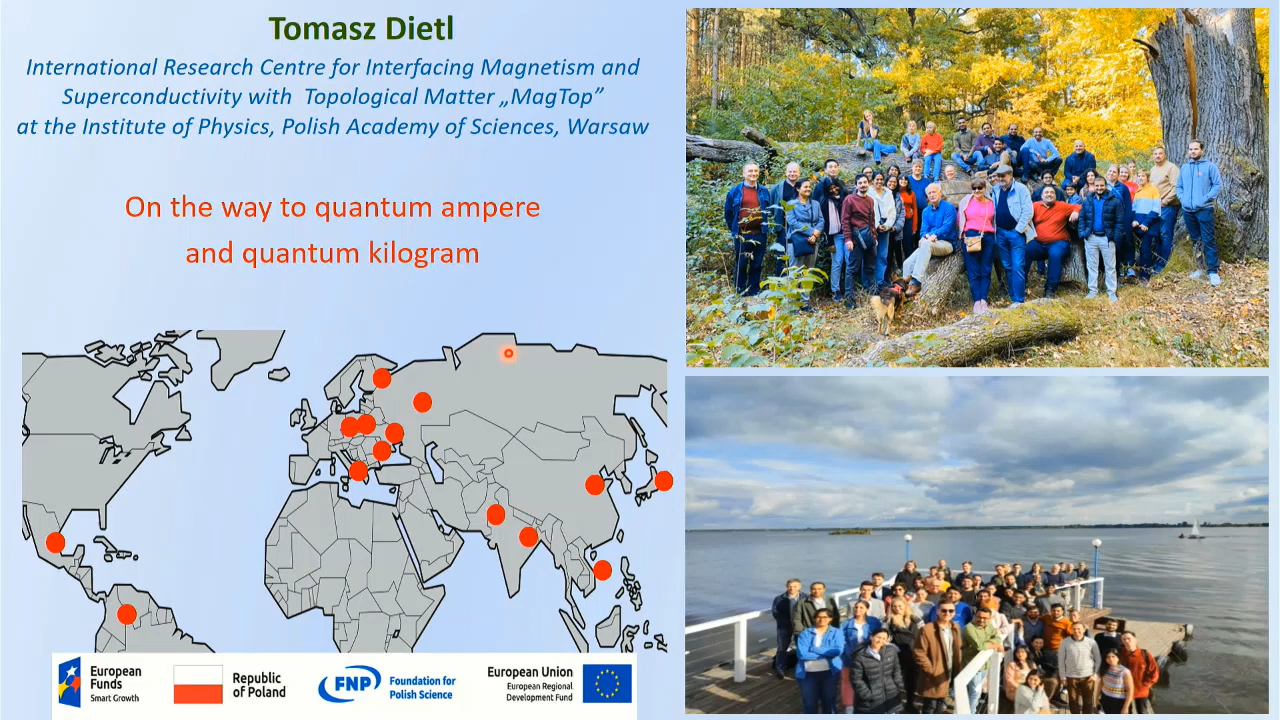 Tomasz Dietl
International Research Centre for Interfacing Magnetism and
Superconductivity with Topological Matter „MagTop”
at the Institute of Physics, Polish Academy of Sciences, Warsaw
On the way to quantum ampere
and quantum kilogram
European
Funds
Smart Growth
Republic
of Poland
FNP
Foundation for
Polish Science
European Union
European Regional
Development Fund